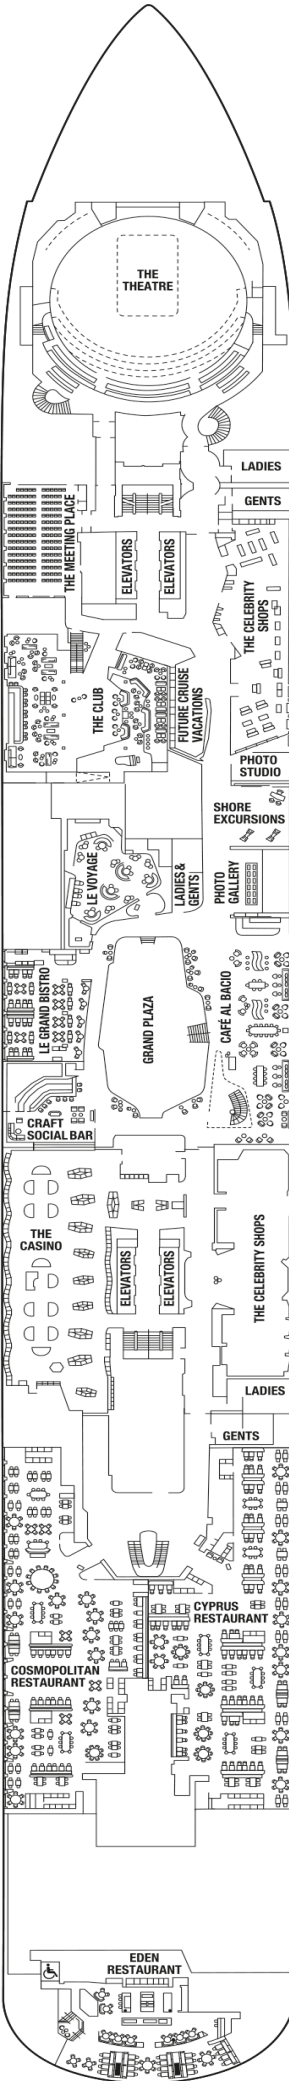 THE
THEATRE
LADIES
GENTS
THE MEETING PLACE
ELEVATORS
ELEVATORS
THE CELEBRITY
SHOPS
THE CLUB
FUTURE CRUISE
VACATIONS
PHOTO
STUDIO
SHORE
EXCURSIONS
LE VOYAGE
LADIES &
GENTS
PHOTO
GALLERY
LE GRAND BISTRO
GRAND PLAZA
CAFÉ AL BACIO
CRAFT
SOCIAL BAR
THE
CASINO
ELEVATORS
ELEVATORS
THE CELEBRITY SHOPS
LADIES
GENTS
CYPRUS
RESTAURANT
COSMOPOLITAN
RESTAURANT
EDEN
RESTAURANT